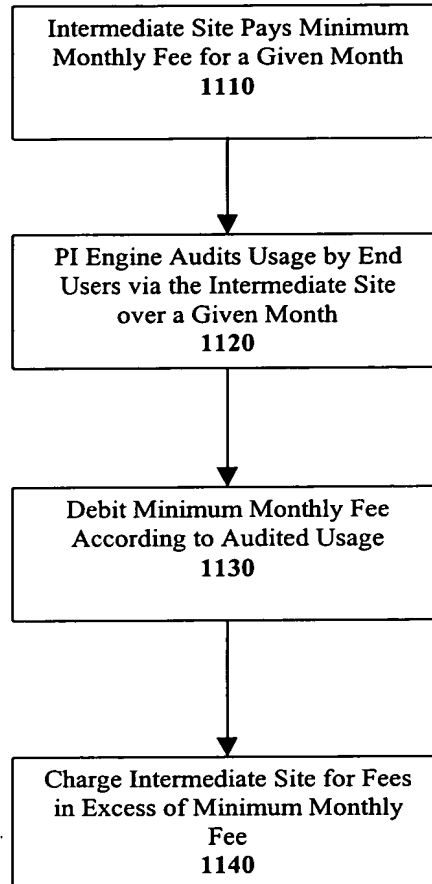 Intermediate Site Pays Minimum
Monthly Fee for a Given Month
1110
PI Engine Audits Usage by End
Users via the Intermediate Site
over a Given Month
1120
Debit Minimum Monthly Fee
According to Audited Usage
1130
Charge Intermediate Site for Fees
in Excess of Minimum Monthly
Fee
1140